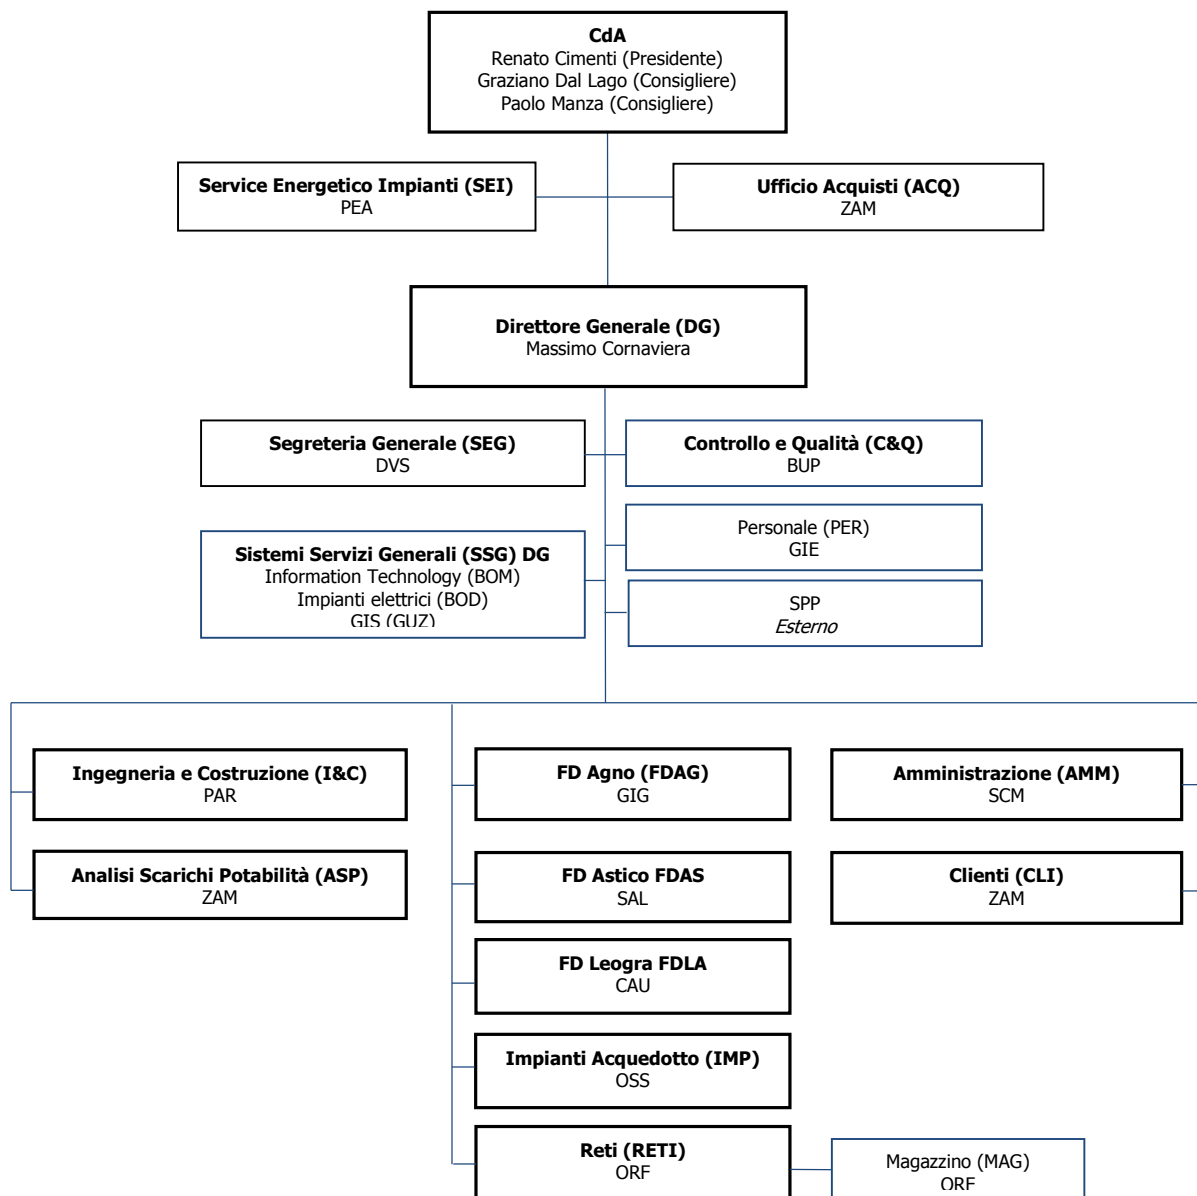 CdA
Renato Cimenti (Presidente)
Graziano Dal Lago (Consigliere)
Paolo Manza (Consigliere)
Service Energetico Impianti (SEI)
PEA
Ufficio Acquisti (ACQ)
ZAM
Direttore Generale (DG)
Massimo Cornaviera
Segreteria Generale (SEG)
DVS
Controllo e Qualità (C&Q)
BUP
Personale (PER)
GIE
Sistemi Servizi Generali (SSG) DG
Information Technology (BOM)
Impianti elettrici (BOD)
GIS (GUZ)
SPP
Esterno
Ingegneria e Costruzione (I&C)
PAR
FD Agno (FDAG)
GIG
Amministrazione (AMM)
SCM
Analisi Scarichi Potabilità (ASP)
ZAM
FD Astico FDAS
SAL
Clienti (CLI)
ZAM
FD Leogra FDLA
CAU
Impianti Acquedotto (IMP)
OSS
Reti (RETI)
ORF
Magazzino (MAG)
ORF